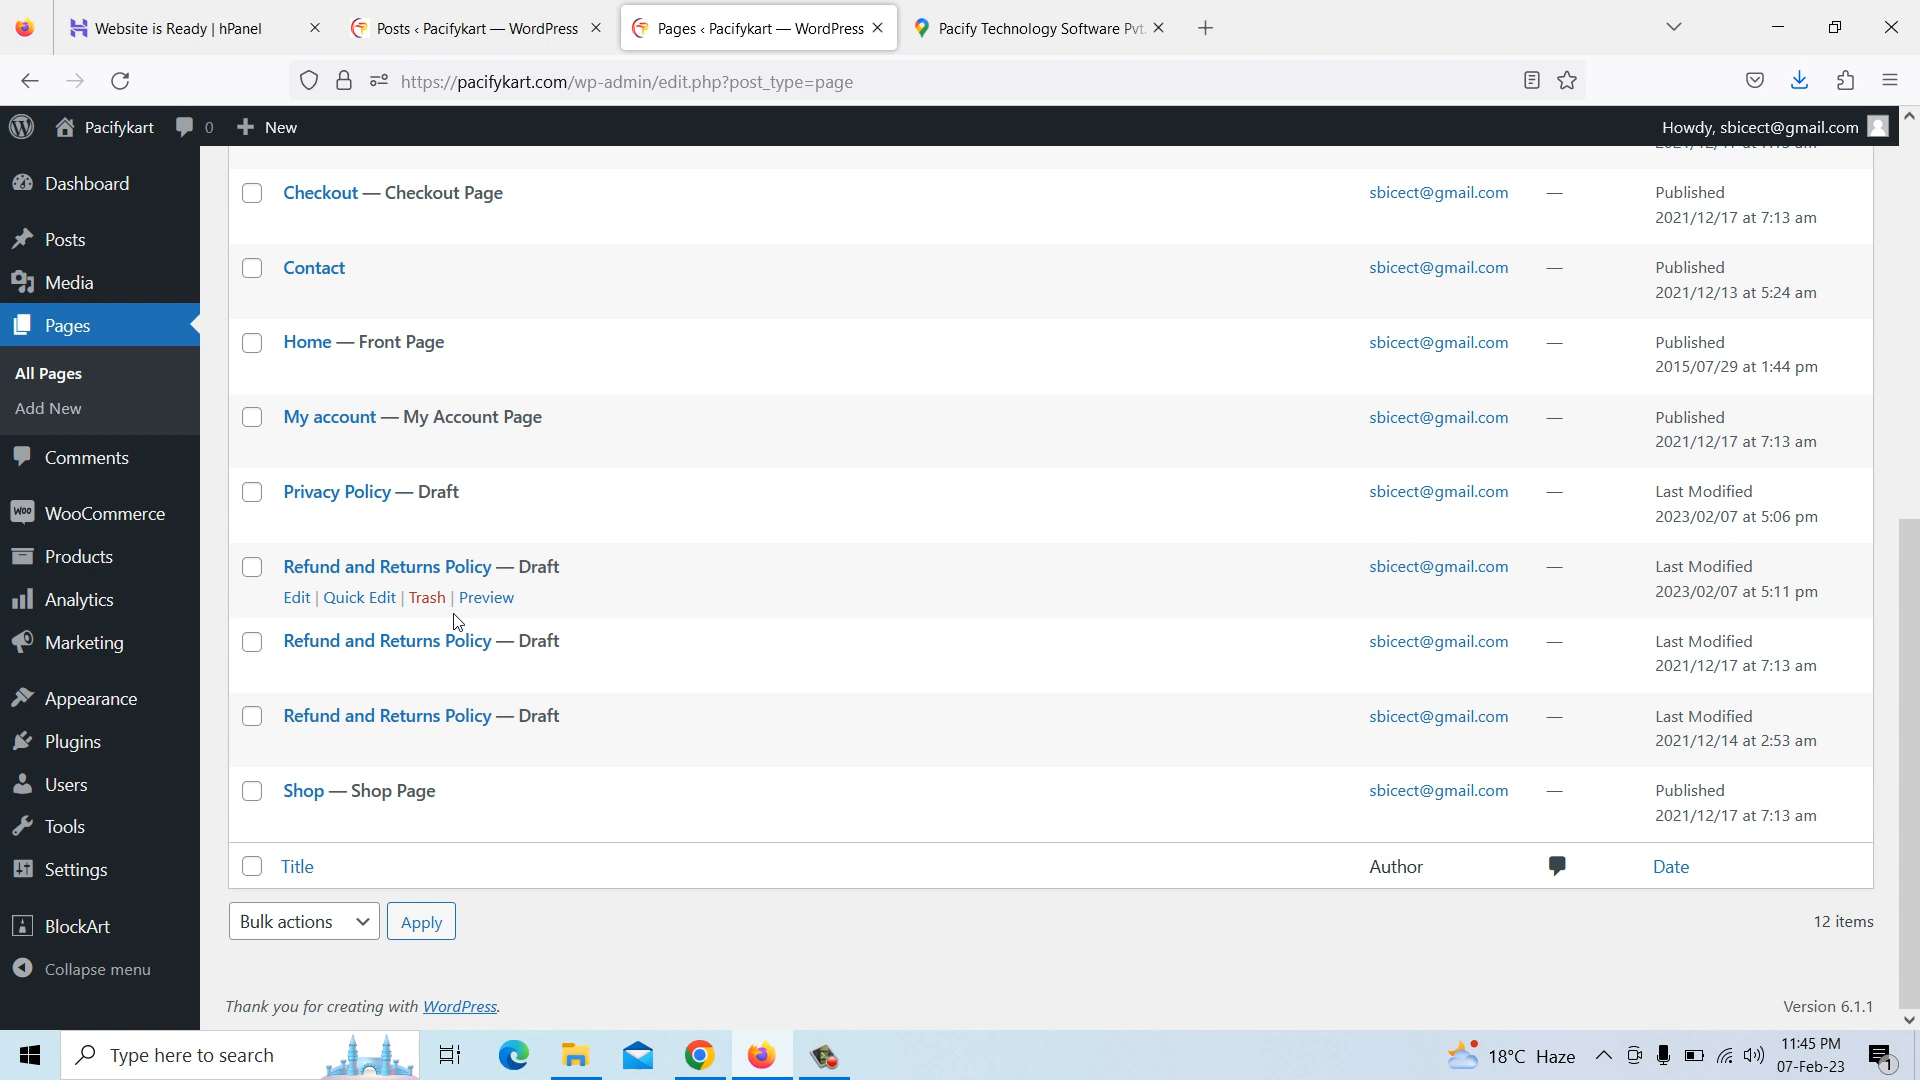 Website is Ready | hPanel
Posts ‹ Pacifykart — WordPress
Pages ‹ Pacifykart — WordPress
Pacify Technology Software Pvt.
https://pacifykart.com/wp-admin/edit.php?post_type=page
Pacifykart
0
New
Howdy, sbicect@gmail.com
Dashboard
Posts
Media
Pages
All Pages
Add New
Comments
WooCommerce
Products
Analytics
Marketing
Appearance
Plugins
Users
Tools
Settings
BlockArt
Collapse menu
Checkout — Checkout Page
sbicect@gmail.com
—
Published
2021/12/17 at 7:13 am
Contact
sbicect@gmail.com
—
Published
2021/12/13 at 5:24 am
Home — Front Page
sbicect@gmail.com
—
Published
2015/07/29 at 1:44 pm
My account — My Account Page
sbicect@gmail.com
—
Published
2021/12/17 at 7:13 am
Privacy Policy — Draft
sbicect@gmail.com
—
Last Modified
2023/02/07 at 5:06 pm
Refund and Returns Policy — Draft
Edit | Quick Edit | Trash | Preview
sbicect@gmail.com
—
Last Modified
2023/02/07 at 5:11 pm
Refund and Returns Policy — Draft
sbicect@gmail.com
—
Last Modified
2021/12/17 at 7:13 am
Refund and Returns Policy — Draft
sbicect@gmail.com
—
Last Modified
2021/12/14 at 2:53 am
Shop — Shop Page
sbicect@gmail.com
—
Published
2021/12/17 at 7:13 am
Title
Author
Date
Bulk actions
Apply
12 items
Thank you for creating with WordPress.
Version 6.1.1
Type here to search
18°C Haze
11:45 PM
07-Feb-23
1